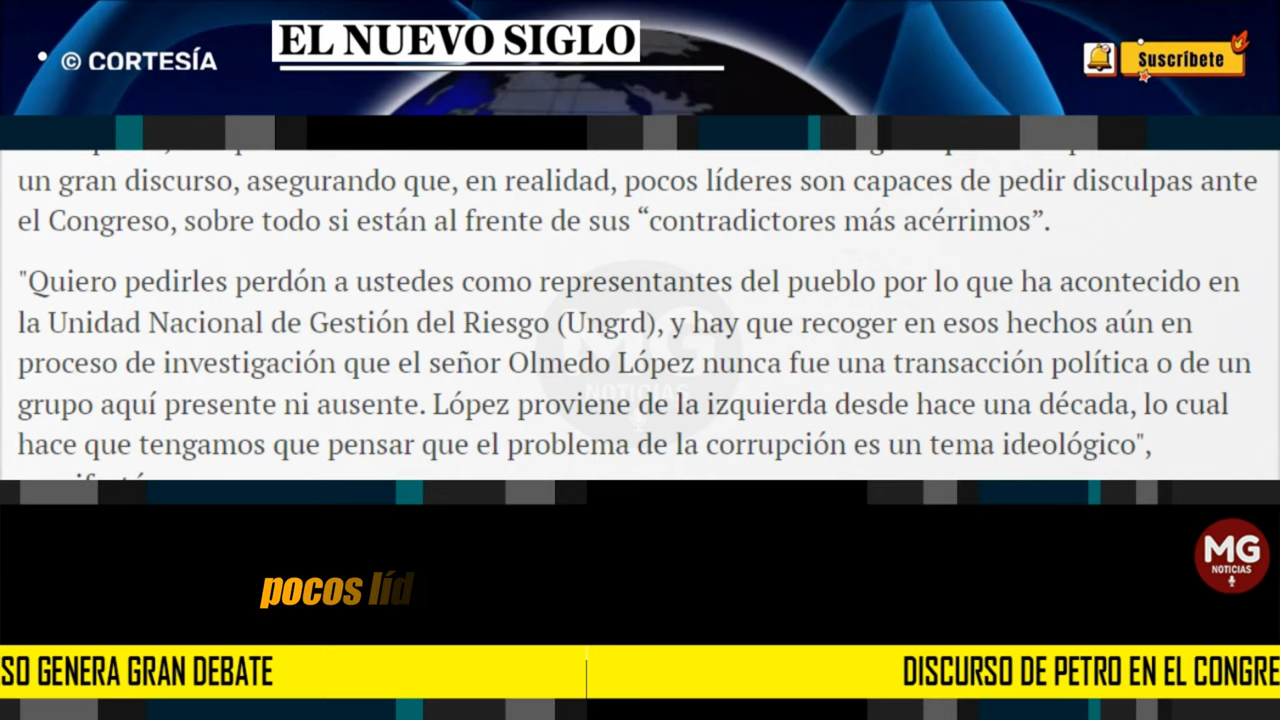 © CORTESÍA
EL NUEVO SIGLO
Suscríbete
un gran discurso, asegurando que, en realidad, pocos líderes son capaces de pedir disculpas ante
el Congreso, sobre todo si están al frente de sus “contradictores más acérrimos”.
"Quiero pedirles perdón a ustedes como representantes del pueblo por lo que ha acontecido en
la Unidad Nacional de Gestión del Riesgo (Ungrd), y hay que recoger en esos hechos aún en
proceso de investigación que el señor Olmedo López nunca fue una transacción política o de un
grupo aquí presente ni ausente. López proviene de la izquierda desde hace una década, lo cual
hace que tengamos que pensar que el problema de la corrupción es un tema ideológico",
MG
NOTICIAS
pocos líd
MG
NOTICIAS
SO GENERA GRAN DEBATE
DISCURSO DE PETRO EN EL CONGRE